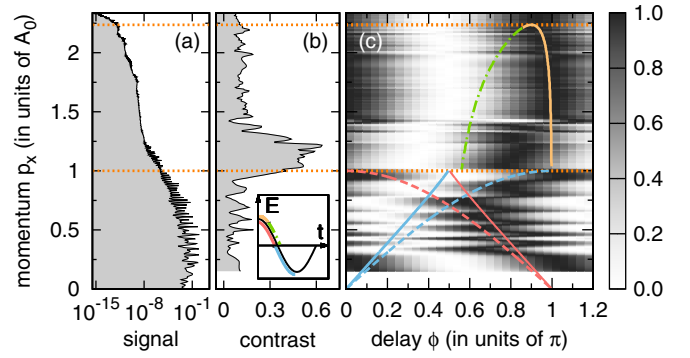 momentum pₓ (in units of A₀)
2
1.5
1
0.5
0
(a)
10⁻¹⁵ 10⁻⁸ 10⁻¹
signal
(b)
E
t
0 0.3 0.6
contrast
(c)
0 0.2 0.4 0.6 0.8 1 1.2
delay ϕ (in units of π)
1.0
0.8
0.6
0.4
0.2
0.0